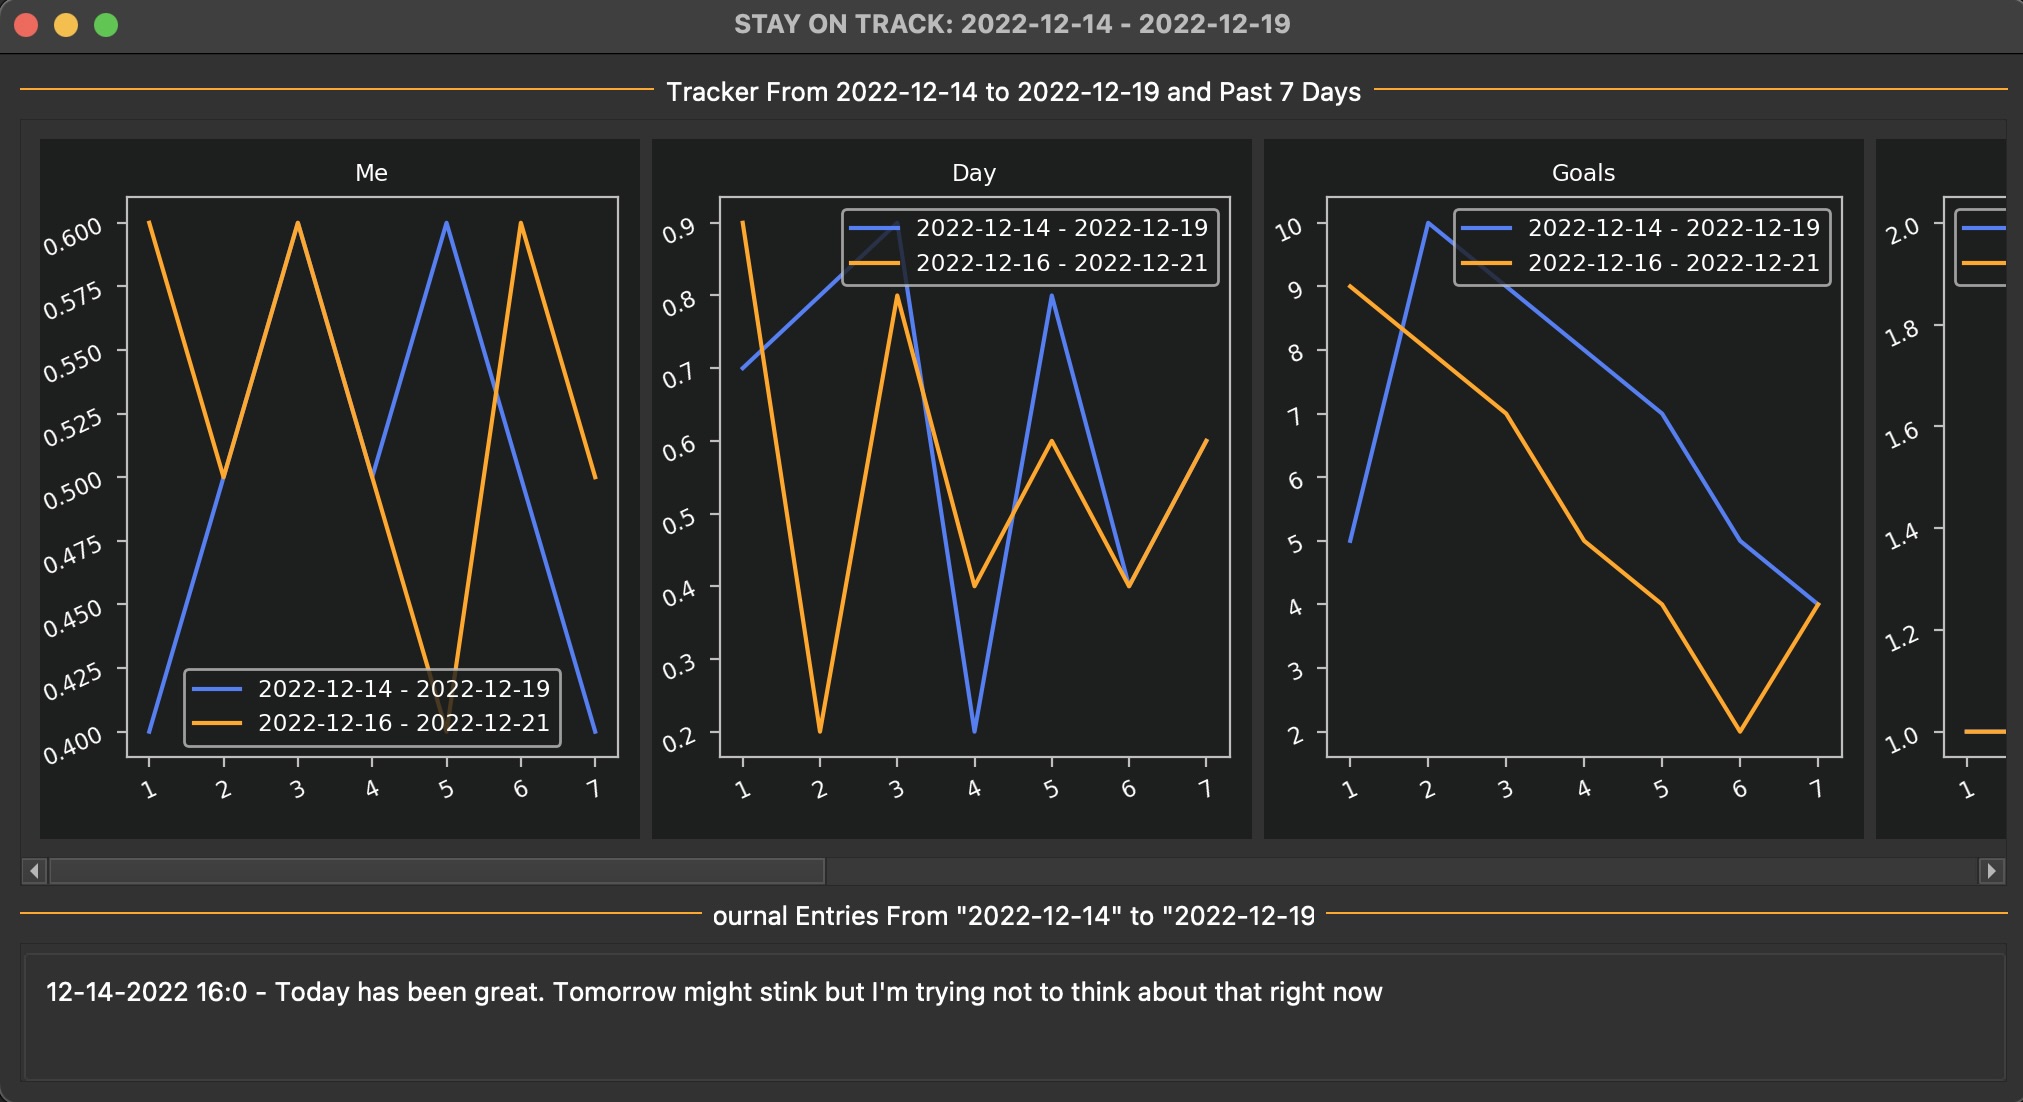 STAY ON TRACK: 2022-12-14 - 2022-12-19
Tracker From 2022-12-14 to 2022-12-19 and Past 7 Days
Me
0.600
0.575
0.550
0.525
0.500
0.475
0.450
0.425
0.400
2022-12-14 - 2022-12-19
2022-12-16 - 2022-12-21
1 2 3 4 5 6 7
Day
0.9
0.8
0.7
0.6
0.5
0.4
0.3
0.2
2022-12-14 - 2022-12-19
2022-12-16 - 2022-12-21
1 2 3 4 5 6 7
Goals
10
9
8
7
6
5
4
3
2
2022-12-14 - 2022-12-19
2022-12-16 - 2022-12-21
1 2 3 4 5 6 7
2.0
1.8
1.6
1.4
1.2
1.0
1
ournal Entries From "2022-12-14" to "2022-12-19
12-14-2022 16:0 - Today has been great. Tomorrow might stink but I'm trying not to think about that right now